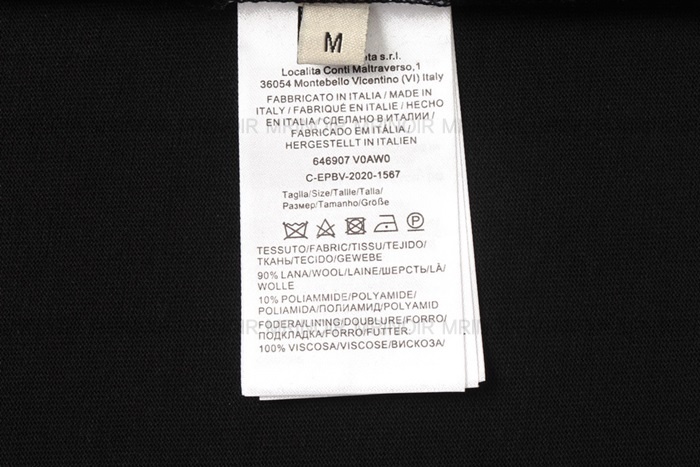 M
eta s.r.l.
Localita Conti Maltraverso,1
36054 Montebello Vicentino (VI) Italy
FABBRICATO IN ITALIA / MADE IN
ITALY / FABRIQUÉ EN ITALIE / HECHO
EN ITALIA/СДЕЛАНО В ИТАЛИИ/
FABRICADO EM ITALIA/
HERGESTELLT IN ITALIEN
646907 V0AW0
C-EPBV-2020-1567
Taglia/Size/Taille/Talla/
Размер/Tamanho/Größe
P
TESSUTO/FABRIC/TISSU/TEJIDO/
ТКАНЬ/TECIDO/GEWEBE
90% LANA/WOOL/LAINE/ШЕРСТЬ/LÀ/
WOLLE
10% POLIAMMIDE/POLYAMIDE/
POLIAMIDA/ПОЛИАМИД/POLYAMID
FODERA/LINING/DOUBLURE/FORRO/
ПОДКЛАДКА/FORRO/FUTTER
100% VISCOSA/VISCOSE/ВИСКОЗА/